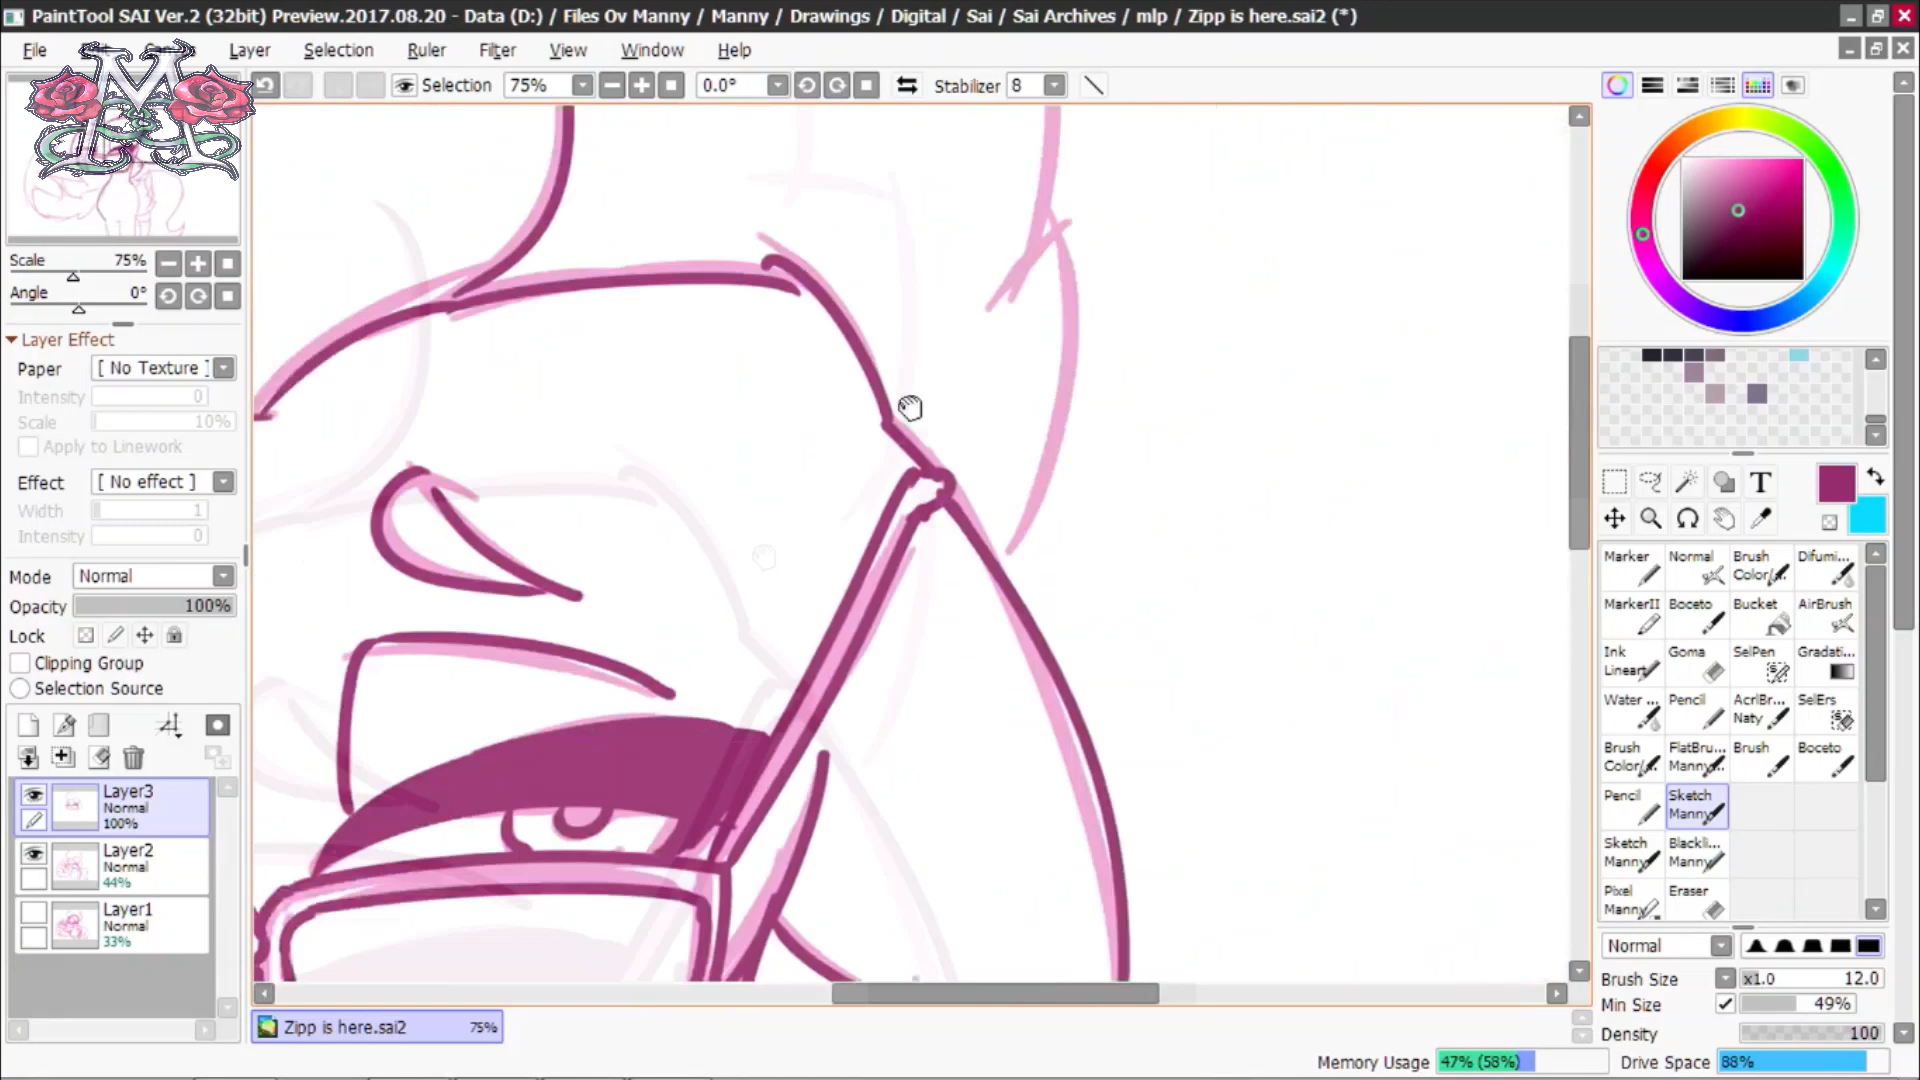 PaintTool SAI Ver.2 (32bit) Preview.2017.08.20 - Data (D:) / Files Ov Manny / Manny / Drawings / Digital / Sai / Sai Archives / mlp / Zipp is here.sai2 (*)
File Layer Selection Ruler Filter View Window Help
Selection 75% 0.0° Stabilizer 8
M
Scale 75%
Angle 0°
Layer Effect
Paper [ No Texture ]
Intensity 0
Scale 10%
Apply to Linework
Effect [ No effect ]
Width 1
Intensity 0
Mode Normal
Opacity 100%
Lock
Clipping Group
Selection Source
Layer3
Normal
100%
Layer2
Normal
44%
Layer1
Normal
33%
Zipp is here.sai2 75%
T
Marker Normal Brush Color/. Difumi...
MarkerII Boceto Bucket AirBrush
Ink Lineart Goma SelPen Gradati...
Water ... Pencil AcrlBr... Naty SelErs
Brush Color/. FlatBru... Manny Brush Boceto
Pencil Sketch Manny
Sketch Manny Blackli... Manny
Pixel Manny Eraser
Normal
Brush Size x1.0 12.0
Min Size 49%
Density 100
Memory Usage 47% (58%) Drive Space 88%